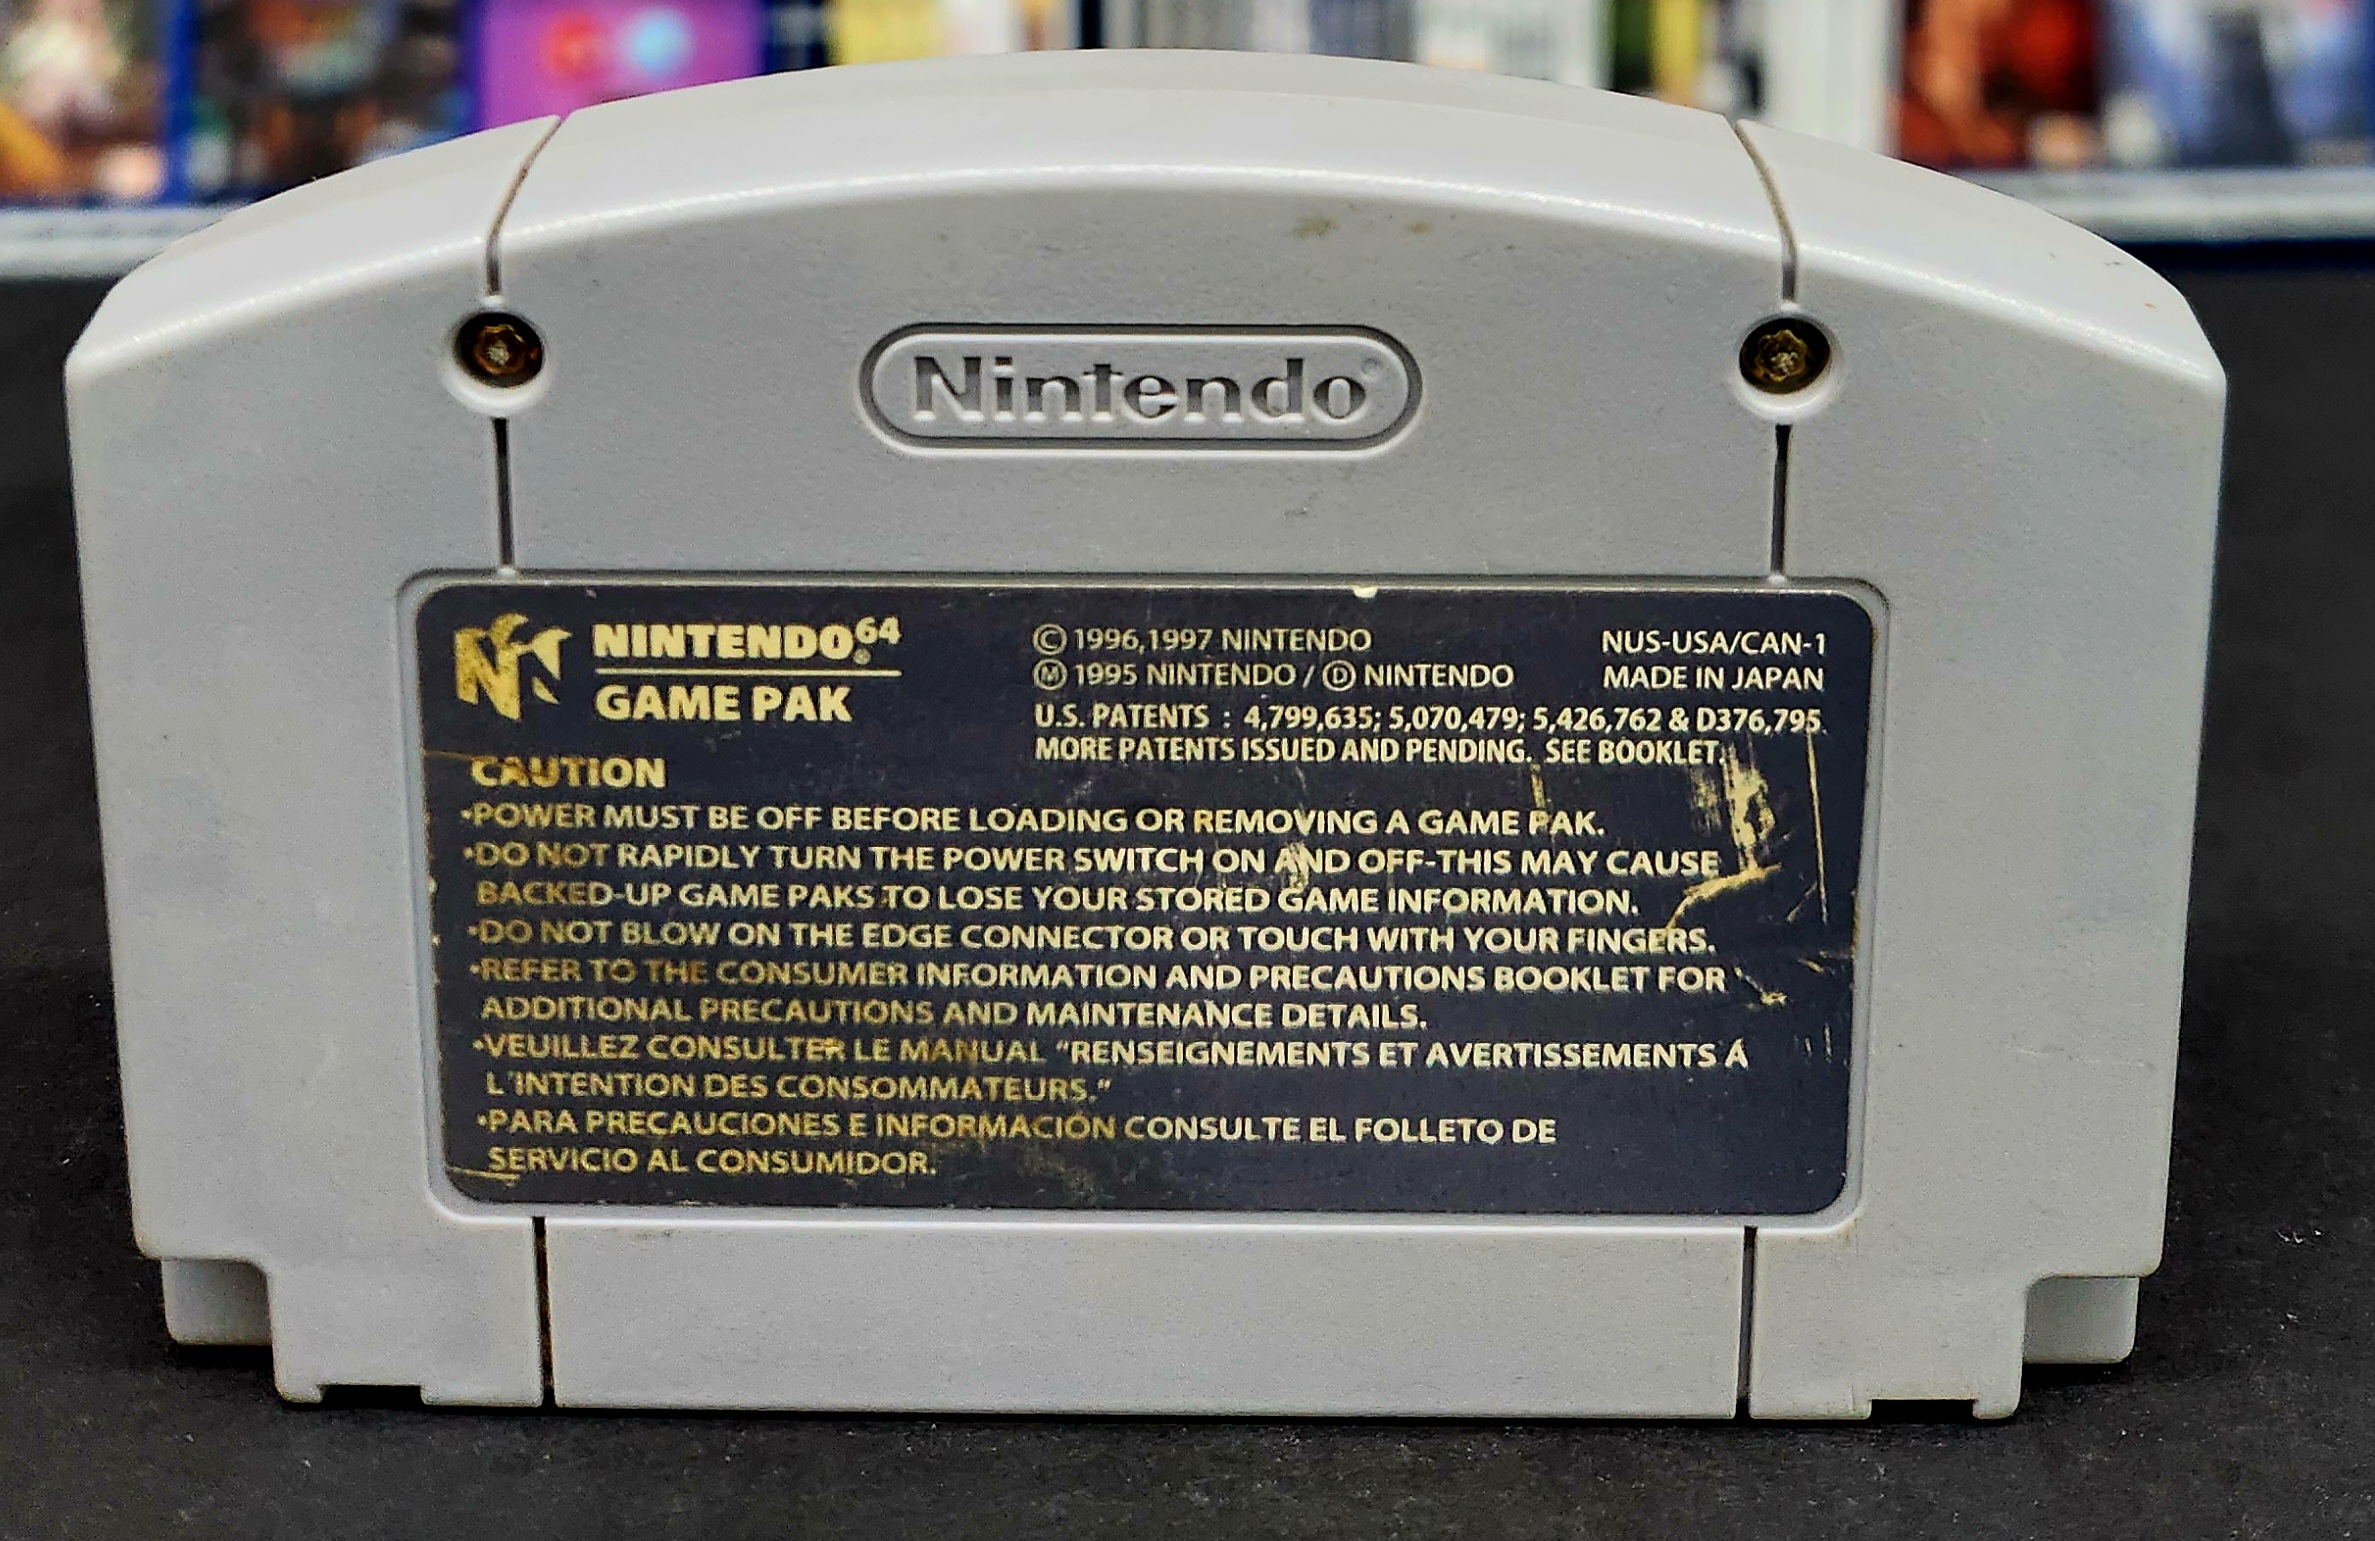 Nintendo®
NINTENDO®64
GAME PAK
© 1996,1997 NINTENDO
Ⓜ 1995 NINTENDO / Ⓓ NINTENDO
U.S. PATENTS : 4,799,635; 5,070,479; 5,426,762 & D376,795.
MORE PATENTS ISSUED AND PENDING. SEE BOOKLET.
NUS-USA/CAN-1
MADE IN JAPAN
CAUTION
•POWER MUST BE OFF BEFORE LOADING OR REMOVING A GAME PAK.
•DO NOT RAPIDLY TURN THE POWER SWITCH ON AND OFF-THIS MAY CAUSE
BACKED-UP GAME PAKS TO LOSE YOUR STORED GAME INFORMATION.
•DO NOT BLOW ON THE EDGE CONNECTOR OR TOUCH WITH YOUR FINGERS.
•REFER TO THE CONSUMER INFORMATION AND PRECAUTIONS BOOKLET FOR
ADDITIONAL PRECAUTIONS AND MAINTENANCE DETAILS.
•VEUILLEZ CONSULTER LE MANUAL "RENSEIGNEMENTS ET AVERTISSEMENTS Á
L'INTENTION DES CONSOMMATEURS."
•PARA PRECAUCIONES E INFORMACIÓN CONSULTE EL FOLLETO DE
SERVICIO AL CONSUMIDOR.